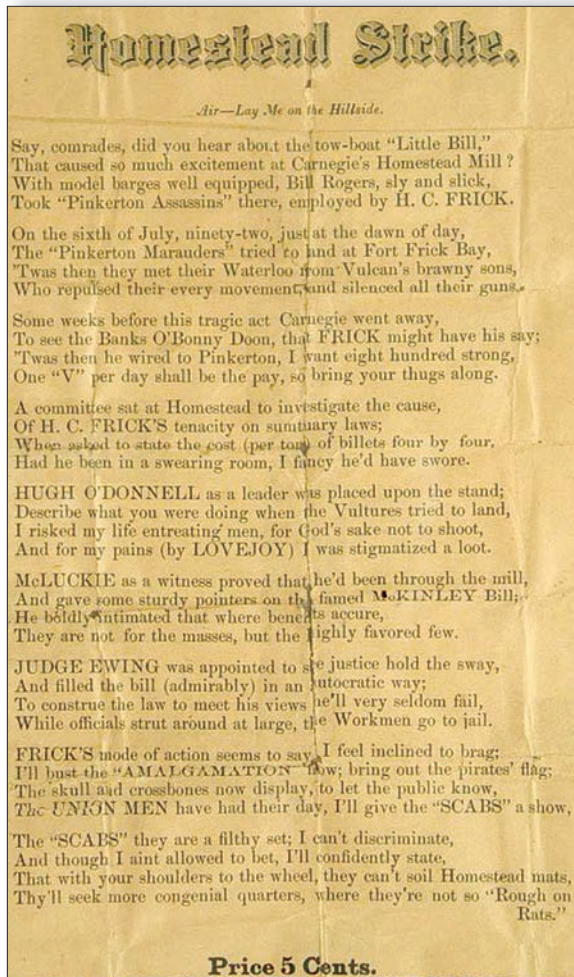 Homestead Strike.
Air—Lay Me on the Hillside.
Say, comrades, did you hear about the tow-boat “Little Bill,”
That caused so much excitement at Carnegie's Homestead Mill?
With model barges well equipped, Bill Rogers, sly and slick,
Took “Pinkerton Assassins” there, employed by H. C. FRICK.
On the sixth of July, ninety-two, just at the dawn of day,
The “Pinkerton Marauders” tried to land at Fort Frick Bay,
'Twas then they met their Waterloo from Vulcan's brawny sons,
Who repulsed their every movement, and silenced all their guns.
Some weeks before this tragic act Carnegie went away,
To see the Banks O'Bonny Doon, that FRICK might have his say;
'Twas then he wired to Pinkerton, I want eight hundred strong,
One “V” per day shall be the pay, so bring your thugs along.
A committee sat at Homestead to investigate the cause,
Of H. C. FRICK'S tenacity on sumtuary laws;
When asked to state the cost (per ton) of billets four by four,
Had he been in a swearing room, I fancy he'd have swore.
HUGH O'DONNELL as a leader was placed upon the stand;
Describe what you were doing when the Vultures tried to land,
I risked my life entreating men, for God's sake not to shoot,
And for my pains (by LOVEJOY) I was stigmatized a loot.
McLUCKIE as a witness proved that he'd been through the mill,
And gave some sturdy pointers on the famed McKINLEY Bill;
He boldly intimated that where benefits accure,
They are not for the masses, but the highly favored few.
JUDGE EWING was appointed to see justice hold the sway,
And filled the bill (admirably) in an autocratic way;
To construe the law to meet his views he'll very seldom fail,
While officials strut around at large, the Workmen go to jail.
FRICK'S mode of action seems to say, I feel inclined to brag;
I'll bust the “AMALGAMATION” now; bring out the pirates' flag;
The skull and crossbones now display, to let the public know,
The UNION MEN have had their day, I'll give the “SCABS” a show,
The “SCABS” they are a filthy set; I can't discriminate,
And though I aint allowed to bet, I'll confidently state,
That with your shoulders to the wheel, they can't soil Homestead mats,
Thy'll seek more congenial quarters, where they're not so “Rough on
Rats.”
Price 5 Cents.